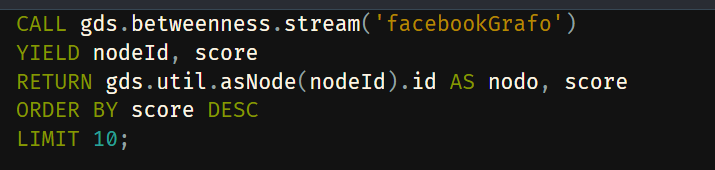 CALL gds.betweenness.stream('facebookGrafo')
YIELD nodeId, score
RETURN gds.util.asNode(nodeId).id AS nodo, score
ORDER BY score DESC
LIMIT 10;